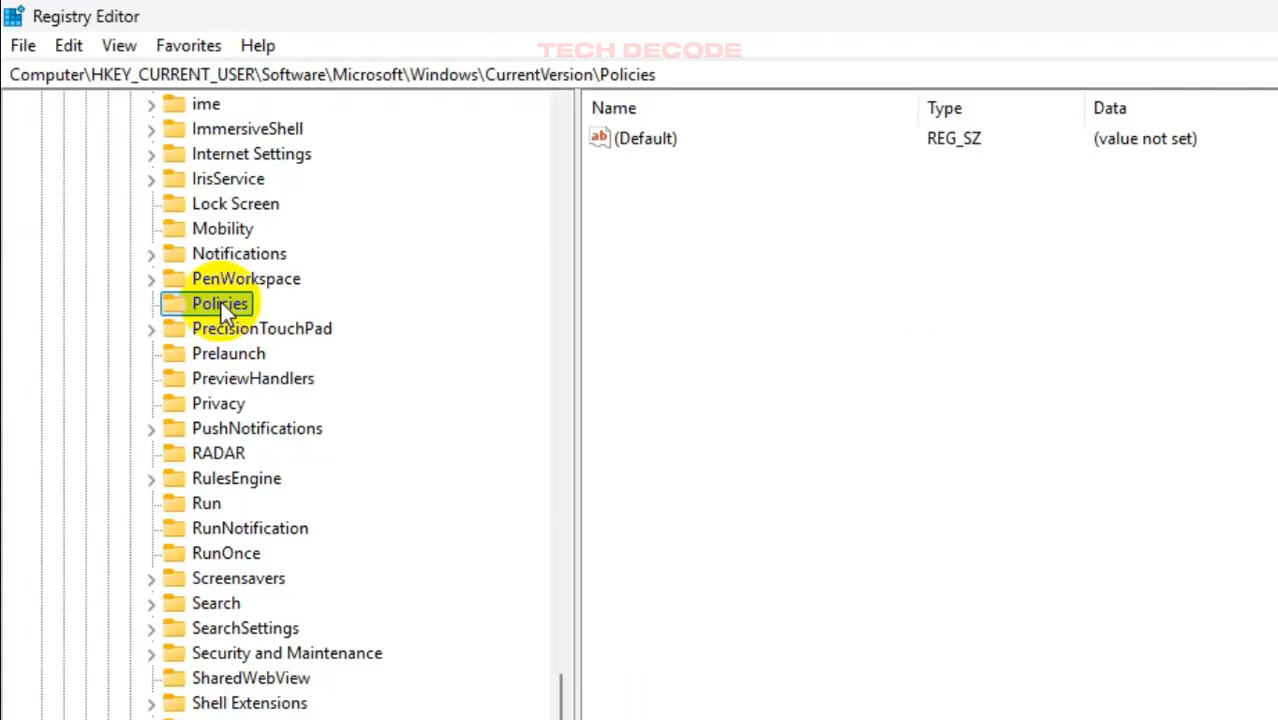 Registry Editor
File Edit View Favorites Help
TECH DECODE
Computer\HKEY_CURRENT_USER\Software\Microsoft\Windows\CurrentVersion\Policies
ime
ImmersiveShell
Internet Settings
IrisService
Lock Screen
Mobility
Notifications
PenWorkspace
Policies
PrecisionTouchPad
Prelaunch
PreviewHandlers
Privacy
PushNotifications
RADAR
RulesEngine
Run
RunNotification
RunOnce
Screensavers
Search
SearchSettings
Security and Maintenance
SharedWebView
Shell Extensions
Name Type Data
ab (Default) REG_SZ (value not set)